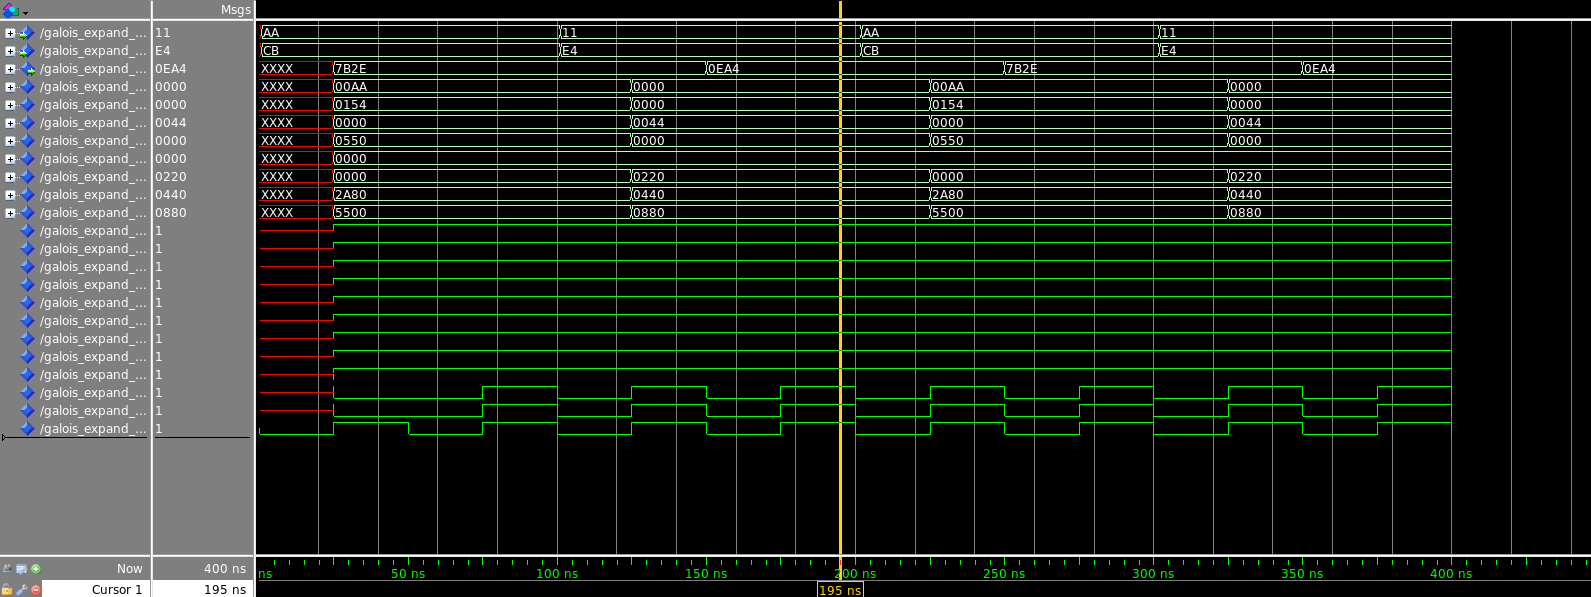 Msgs
/galois_expand_... 11 AA 11 AA 11
/galois_expand_... E4 CB E4 CB E4
/galois_expand_... 0EA4 XXXX 7B2E 0EA4 7B2E 0EA4
/galois_expand_... 0000 XXXX 00AA 0000 00AA 0000
/galois_expand_... 0000 XXXX 0154 0000 0154 0000
/galois_expand_... 0044 XXXX 0000 0044 0000 0044
/galois_expand_... 0000 XXXX 0550 0000 0550 0000
/galois_expand_... 0000 XXXX 0000
/galois_expand_... 0220 XXXX 0000 0220 0000 0220
/galois_expand_... 0440 XXXX 2A80 0440 2A80 0440
/galois_expand_... 0880 XXXX 5500 0880 5500 0880
/galois_expand_... 1
/galois_expand_... 1
/galois_expand_... 1
/galois_expand_... 1
/galois_expand_... 1
/galois_expand_... 1
/galois_expand_... 1
/galois_expand_... 1
/galois_expand_... 1
/galois_expand_... 1
/galois_expand_... 1
/galois_expand_... 1
Now 400 ns ns 50 ns 100 ns 150 ns 200 ns 250 ns 300 ns 350 ns 400 ns
Cursor 1 195 ns 195 ns